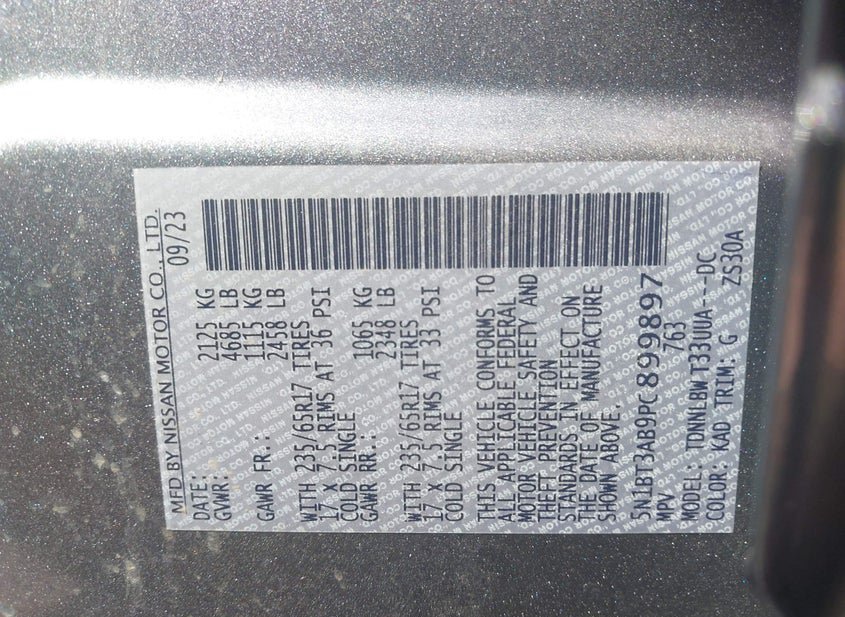 MFD BY NISSAN MOTOR CO., LTD.
DATE: 09/23
GVWR: 2125 KG
4685 LB
GAWR FR.: 1115 KG
2458 LB
WITH 235/65R17 TIRES
17 X 7.5 RIMS AT 36 PSI
COLD SINGLE
GAWR RR.: 1065 KG
2348 LB
WITH 235/65R17 TIRES
17 X 7.5 RIMS AT 33 PSI
COLD SINGLE
THIS VEHICLE CONFORMS TO
ALL APPLICABLE FEDERAL
MOTOR VEHICLE SAFETY AND
THEFT PREVENTION
STANDARDS IN EFFECT ON
THE DATE OF MANUFACTURE
SHOWN ABOVE.
5N1BT3AB9PC899897
MPV 763
MODEL: TDNNLBW T33UUA---DC
COLOR: KAD TRIM: G ZS30A